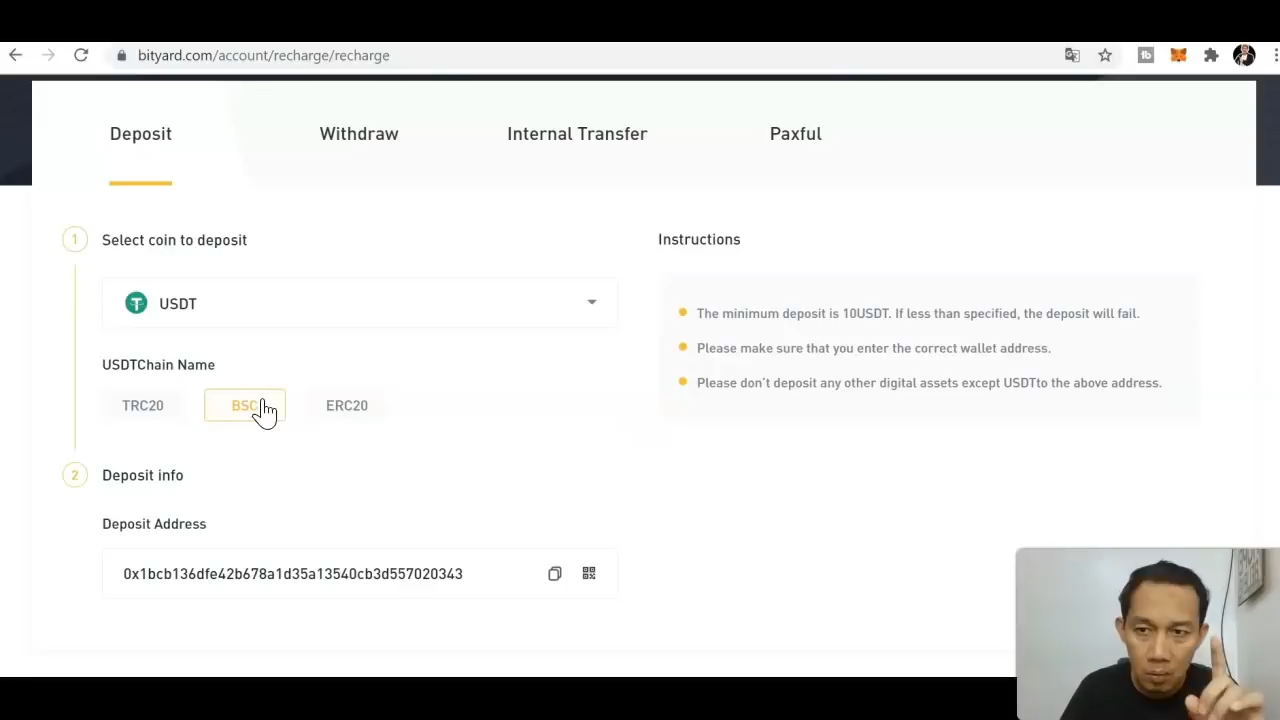 bityard.com/account/recharge/recharge
Deposit
Withdraw
Internal Transfer
Paxful
1
Select coin to deposit
USDT
USDTChain Name
TRC20
BSC
ERC20
2
Deposit info
Deposit Address
0x1bcb136dfe42b678a1d35a13540cb3d557020343
Instructions
The minimum deposit is 10USDT. If less than specified, the deposit will fail.
Please make sure that you enter the correct wallet address.
Please don't deposit any other digital assets except USDTto the above address.